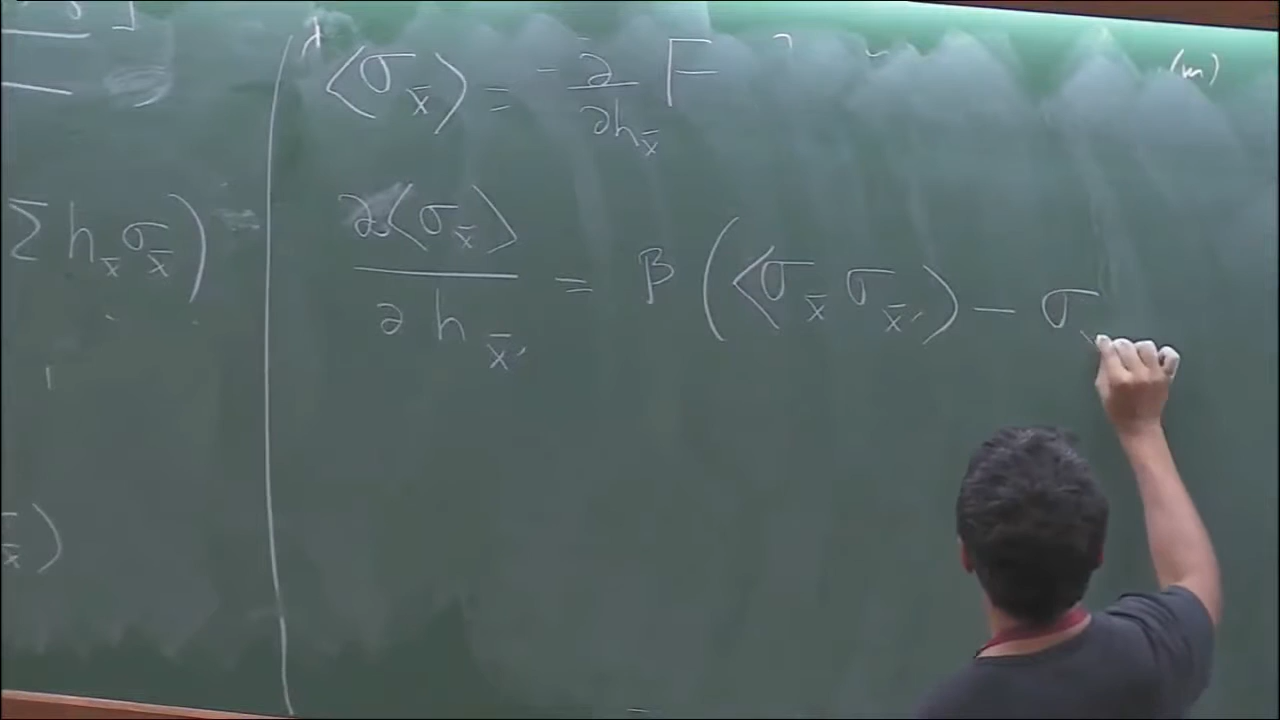 ⟨σ_x̄⟩ = - ∂/∂h_x̄ F
(m)
Σ h_x̄ σ_x̄ )
∂⟨σ_x̄⟩ / ∂h_x̄' = β ( ⟨σ_x̄ σ_x̄'⟩ - σ
x̄ )